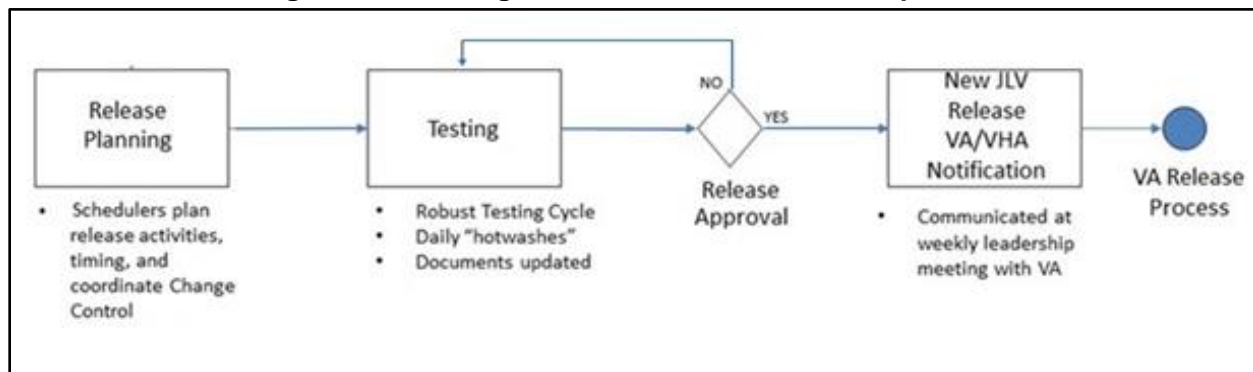 Release
Planning
• Schedulers plan
release activities,
timing, and
coordinate Change
Control
Testing
• Robust Testing Cycle
• Daily “hotwashes”
• Documents updated
NO
YES
Release
Approval
New JLV
Release
VA/VHA
Notification
• Communicated at
weekly leadership
meeting with VA
VA Release
Process